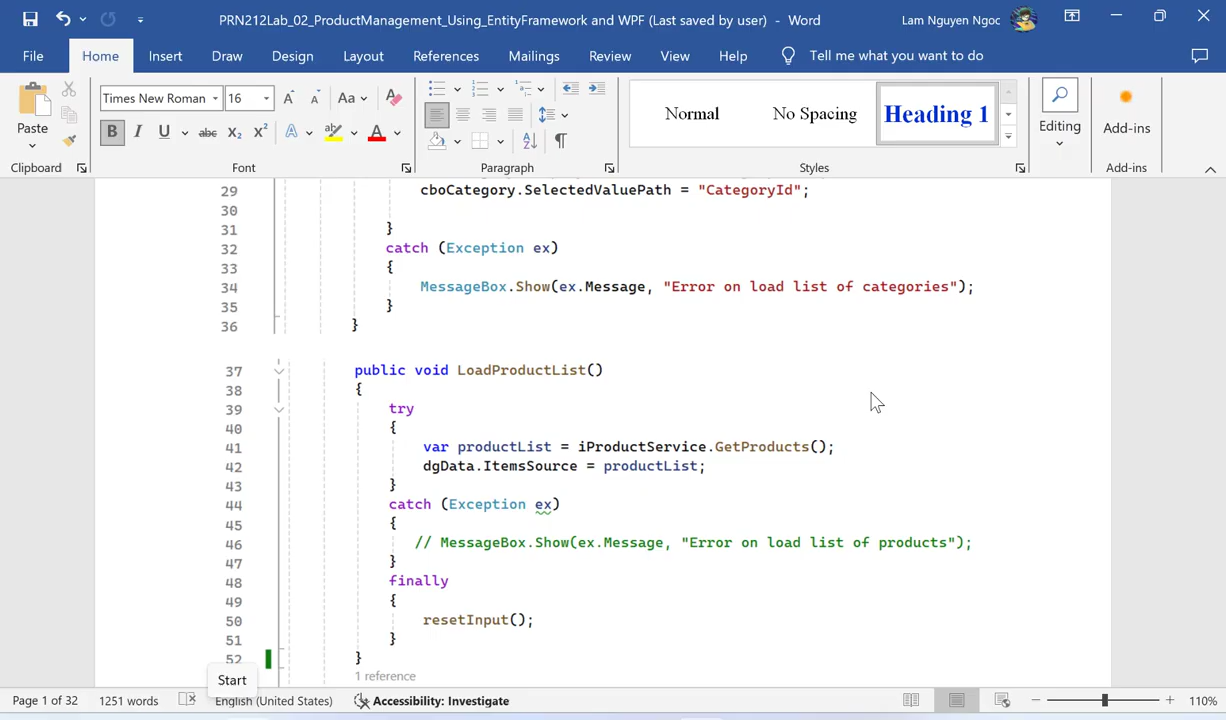 PRN212Lab_02_ProductManagement_Using_EntityFramework and WPF (Last saved by user) - Word
Lam Nguyen Ngoc
File Home Insert Draw Design Layout References Mailings Review View Help Tell me what you want to do
Paste
Times New Roman 16
B I U abc X₂ X² A A
Normal
No Spacing
Heading 1
Editing
Add-ins
Clipboard Font Paragraph Styles Add-ins
29 cboCategory.SelectedValuePath = "CategoryId";
30
31 }
32 catch (Exception ex)
33 {
34 MessageBox.Show(ex.Message, "Error on load list of categories");
35 }
36 }
37 public void LoadProductList()
38 {
39 try
40 {
41 var productList = iProductService.GetProducts();
42 dgData.ItemsSource = productList;
43 }
44 catch (Exception ex)
45 {
46 // MessageBox.Show(ex.Message, "Error on load list of products");
47 }
48 finally
49 {
50 resetInput();
51 }
52 }
1 reference
Start
Page 1 of 32 1251 words English (United States) Accessibility: Investigate 110%